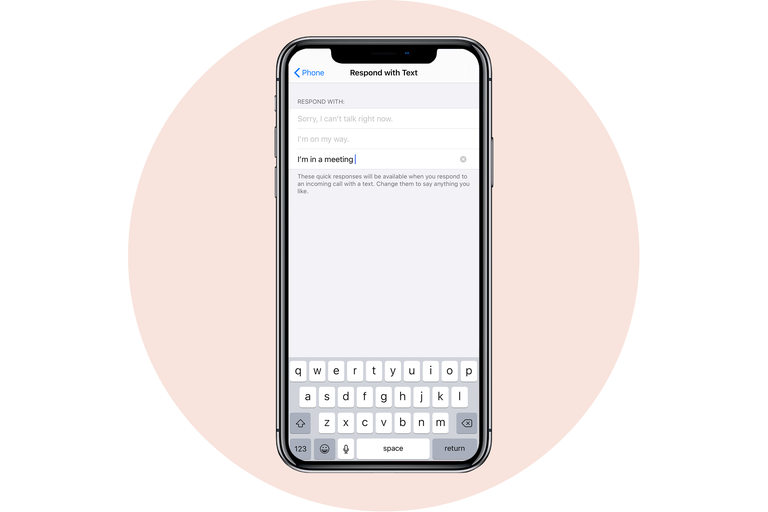 Phone
Respond with Text
RESPOND WITH:
Sorry, I can't talk right now.
I'm on my way.
I'm in a meeting
These quick responses will be available when you respond to
an incoming call with a text. Change them to say anything you
like.
q w e r t y u i o p
a s d f g h j k l
z x c v b n m
123 space return